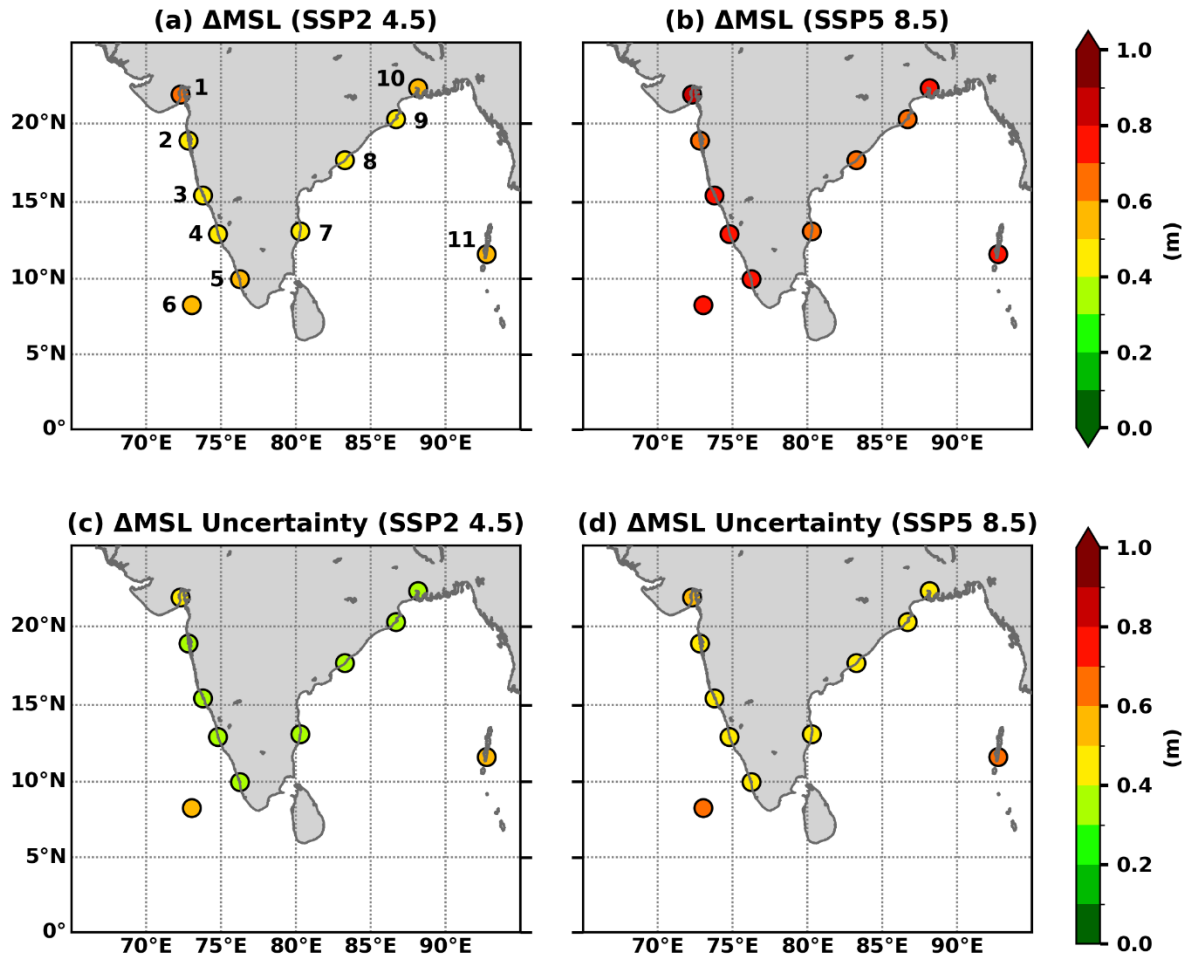 (a) ΔMSL (SSP2 4.5)
(b) ΔMSL (SSP5 8.5)
20°N
15°N
10°N
5°N
0°
1
2
3
4
5
6
7
8
9
10
11
70°E 75°E 80°E 85°E 90°E
70°E 75°E 80°E 85°E 90°E
1.0
0.8
0.6
0.4
0.2
0.0
(m)
(c) ΔMSL Uncertainty (SSP2 4.5)
(d) ΔMSL Uncertainty (SSP5 8.5)
20°N
15°N
10°N
5°N
0°
70°E 75°E 80°E 85°E 90°E
70°E 75°E 80°E 85°E 90°E
1.0
0.8
0.6
0.4
0.2
0.0
(m)